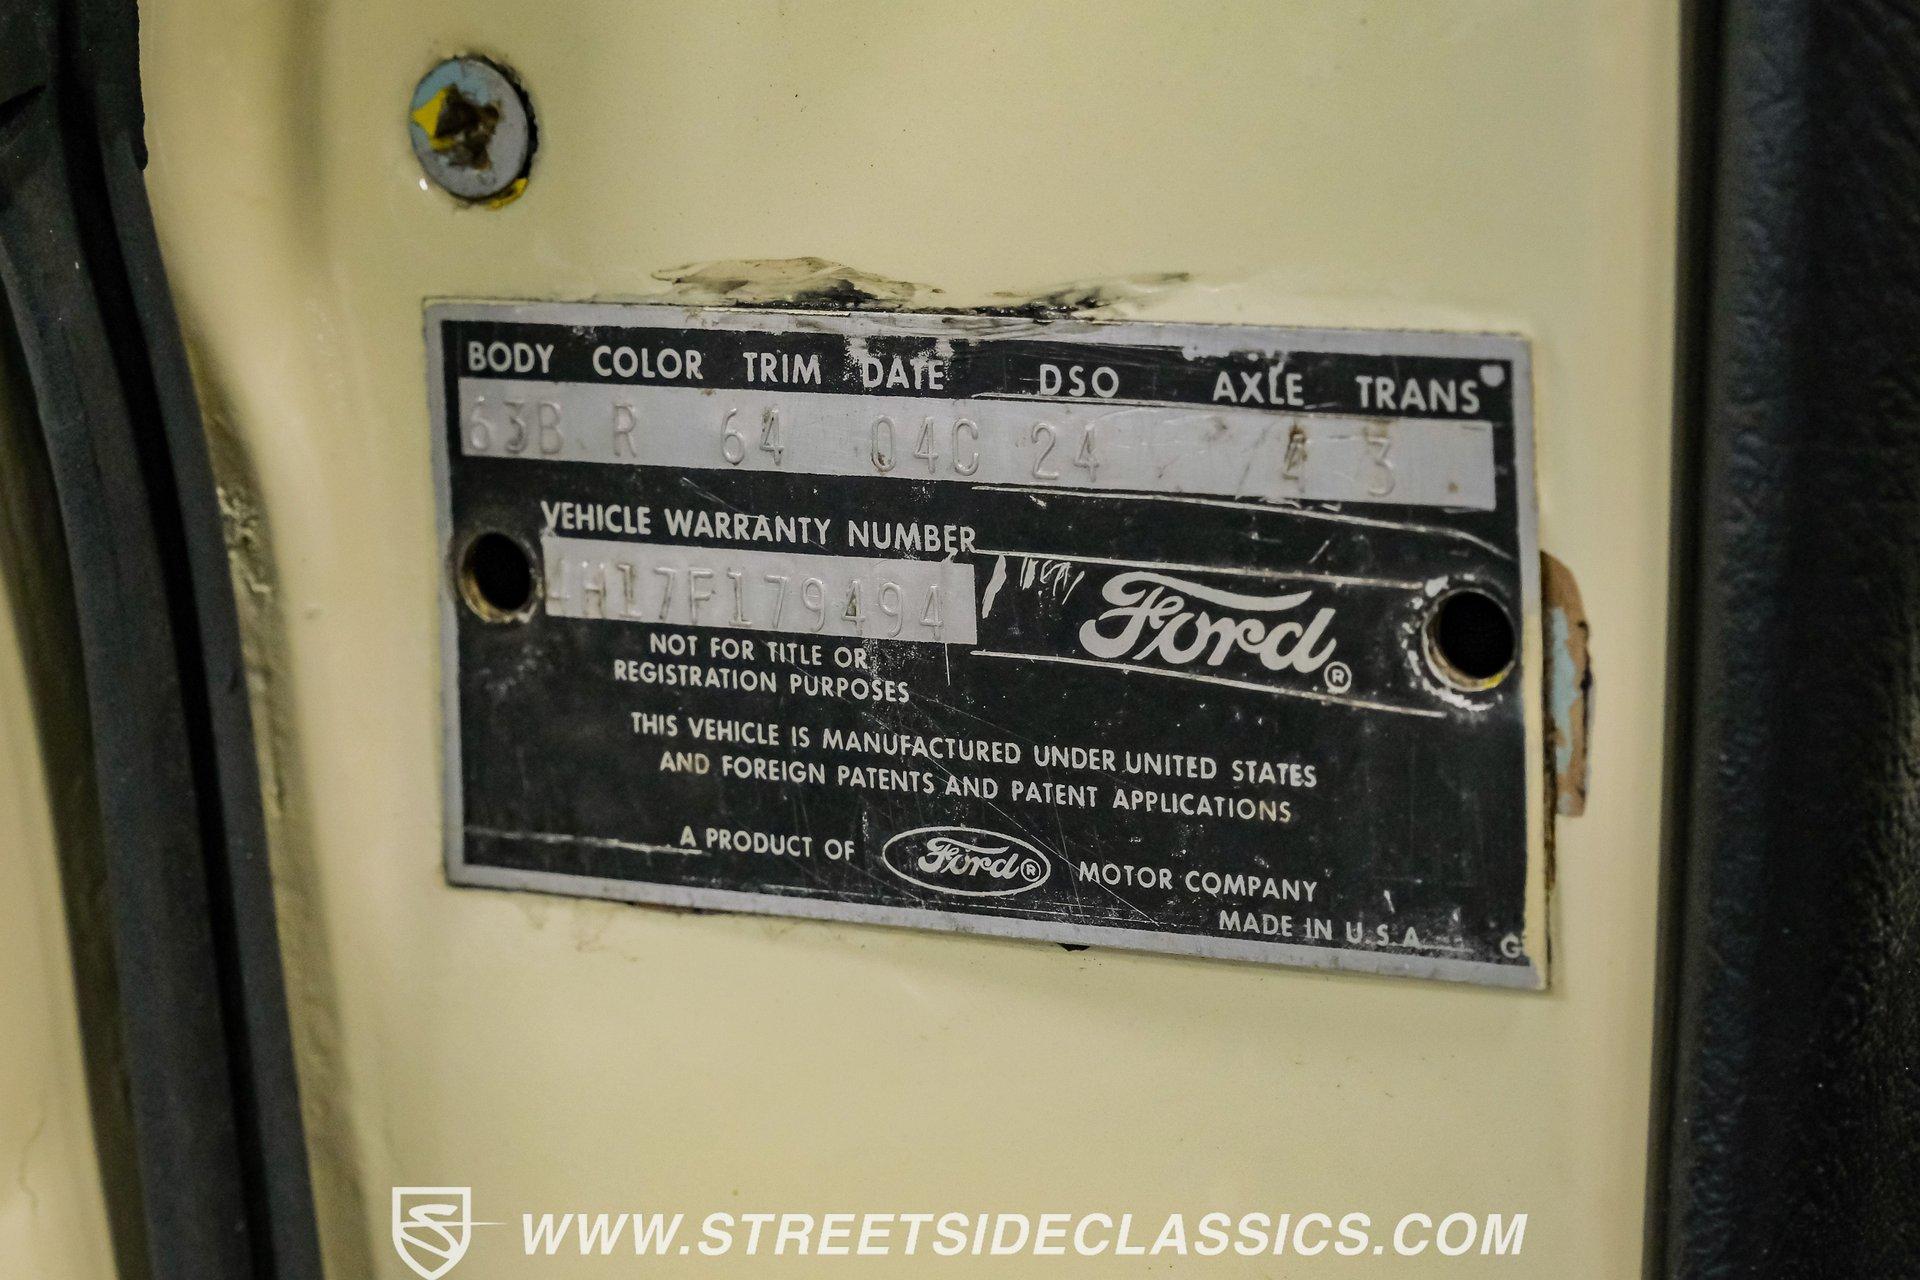 BODY COLOR TRIM DATE DSO AXLE TRANS
63B R 64 04C 24 4 3
VEHICLE WARRANTY NUMBER
4H17F179494
Ford®
NOT FOR TITLE OR
REGISTRATION PURPOSES
THIS VEHICLE IS MANUFACTURED UNDER UNITED STATES
AND FOREIGN PATENTS AND PATENT APPLICATIONS
A PRODUCT OF Ford® MOTOR COMPANY
MADE IN U.S.A. G
WWW.STREETSIDECLASSICS.COM